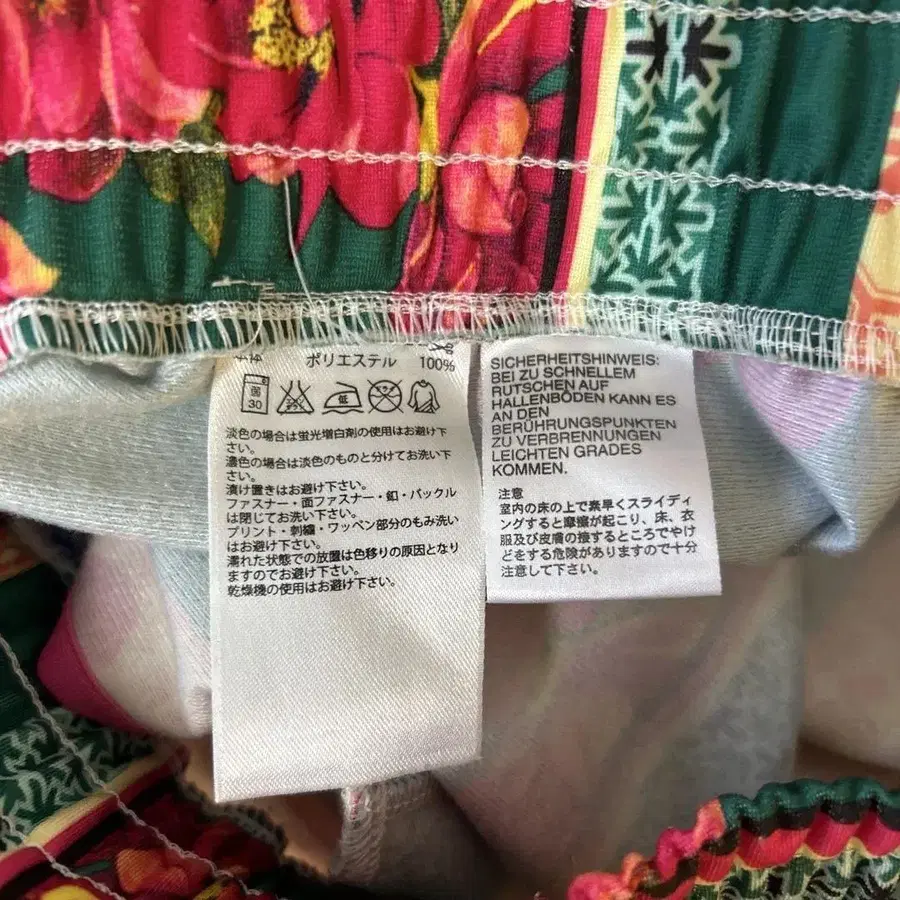 本体 ポリエステル 100%
弱
30
低
淡色の場合は蛍光増白剤の使用はお避け下
さい。
濃色の場合は淡色のものと分けてお洗い下
さい。
漬け置きはお避け下さい。
ファスナー・面ファスナー・釦・バックル
は閉じてお洗い下さい。
プリント・刺繍・ワッペン部分のもみ洗い
はお避け下さい。
濡れた状態での放置は色移りの原因となり
ますのでお避け下さい。
乾燥機の使用はお避け下さい。
SICHERHEITSHINWEIS:
BEI ZU SCHNELLEM
RUTSCHEN AUF
HALLENBÖDEN KANN ES
AN DEN
BERÜHRUNGSPUNKTEN
ZU VERBRENNUNGEN
LEICHTEN GRADES
KOMMEN.
注意
室内の床の上で素早くスライディ
ングすると摩擦が起こり、床、衣
服及び皮膚の接するところでやけ
どをする危険がありますので十分
注意して下さい。